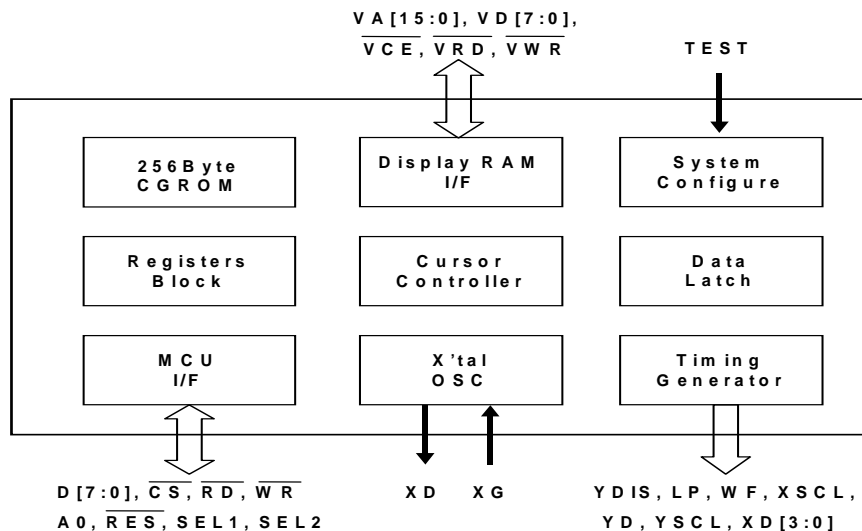 VA[15:0], VD[7:0],
VCE, VRD, VWR
TEST
256Byte
CGROM
Display RAM
I/F
System
Configure
Registers
Block
Cursor
Controller
Data
Latch
MCU
I/F
X'tal
OSC
Timing
Generator
D[7:0], CS, RD, WR
A0, RES, SEL1, SEL2
XD
XG
YDIS, LP, WF, XSCL,
YD, YSCL, XD[3:0]